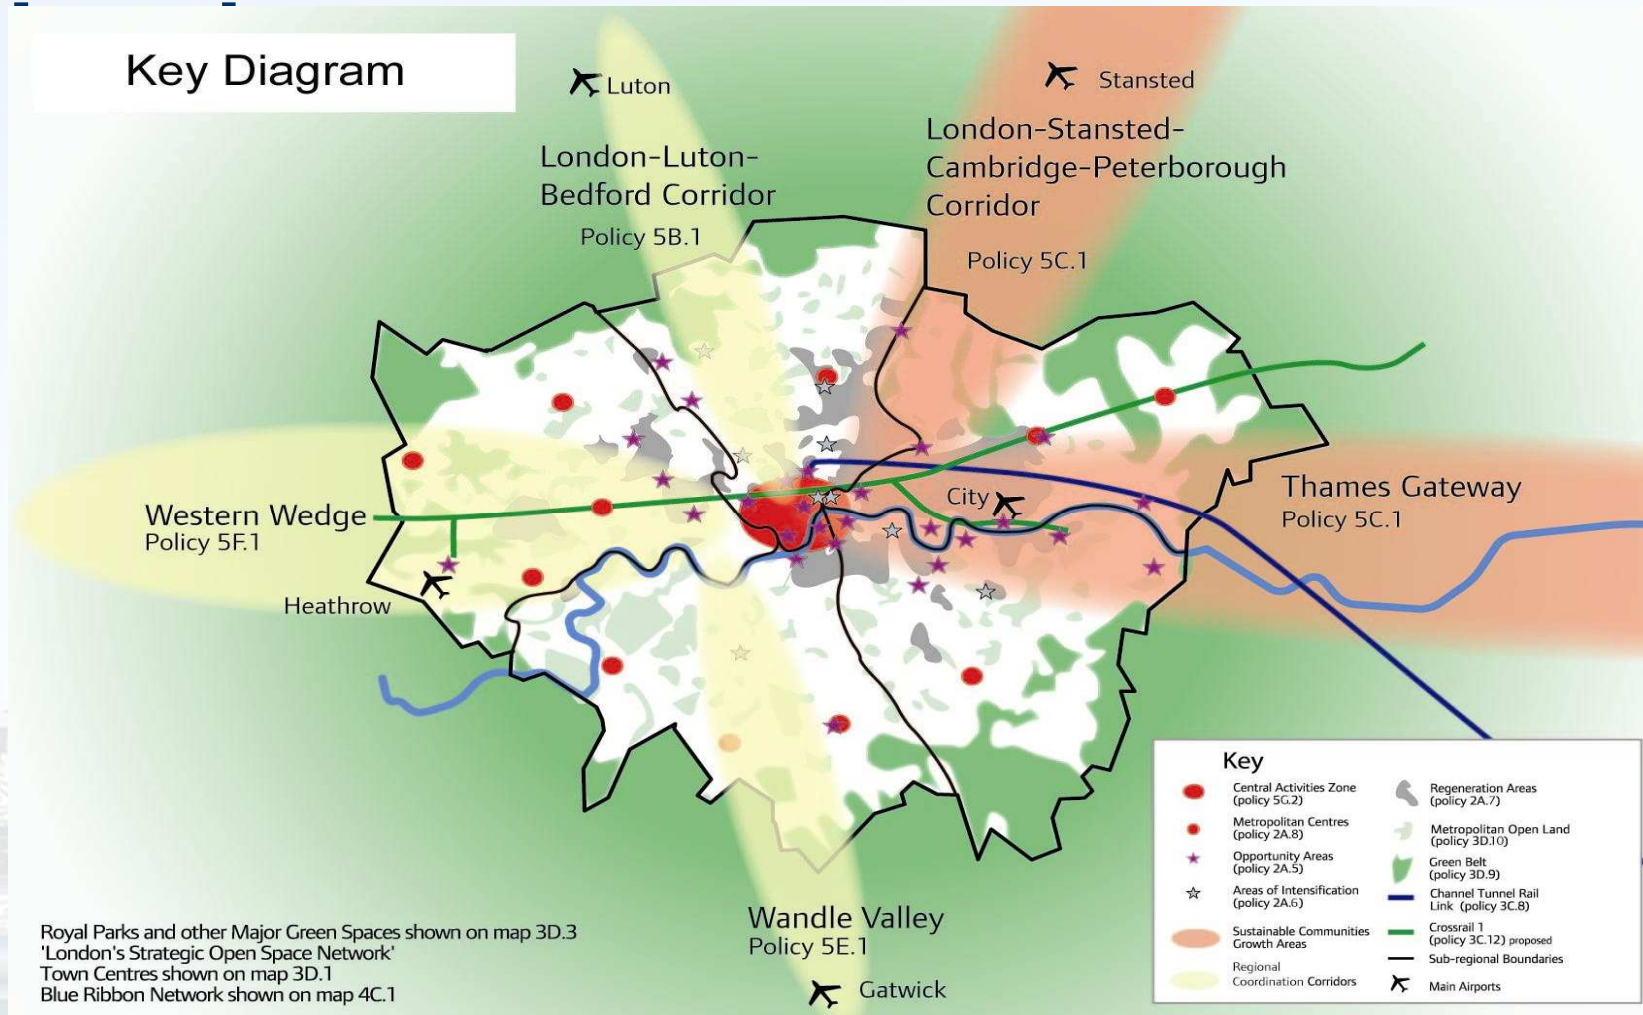 Key Diagram
Luton
Stansted
London-Luton-
Bedford Corridor
Policy 5B.1
London-Stansted-
Cambridge-Peterborough
Corridor
Policy 5C.1
City
Thames Gateway
Policy 5C.1
Western Wedge
Policy 5F.1
Heathrow
Wandle Valley
Policy 5E.1
Gatwick
Royal Parks and other Major Green Spaces shown on map 3D.3
'London's Strategic Open Space Network'
Town Centres shown on map 3D.1
Blue Ribbon Network shown on map 4C.1
Key
Central Activities Zone
(policy 5G.2)
Metropolitan Centres
(policy 2A.8)
Opportunity Areas
(policy 2A.5)
Areas of Intensification
(policy 2A.6)
Sustainable Communities
Growth Areas
Regional
Coordination Corridors
Regeneration Areas
(policy 2A.7)
Metropolitan Open Land
(policy 3D.10)
Green Belt
(policy 3D.9)
Channel Tunnel Rail
Link (policy 3C.8)
Crossrail 1
(policy 3C.12) proposed
Sub-regional Boundaries
Main Airports